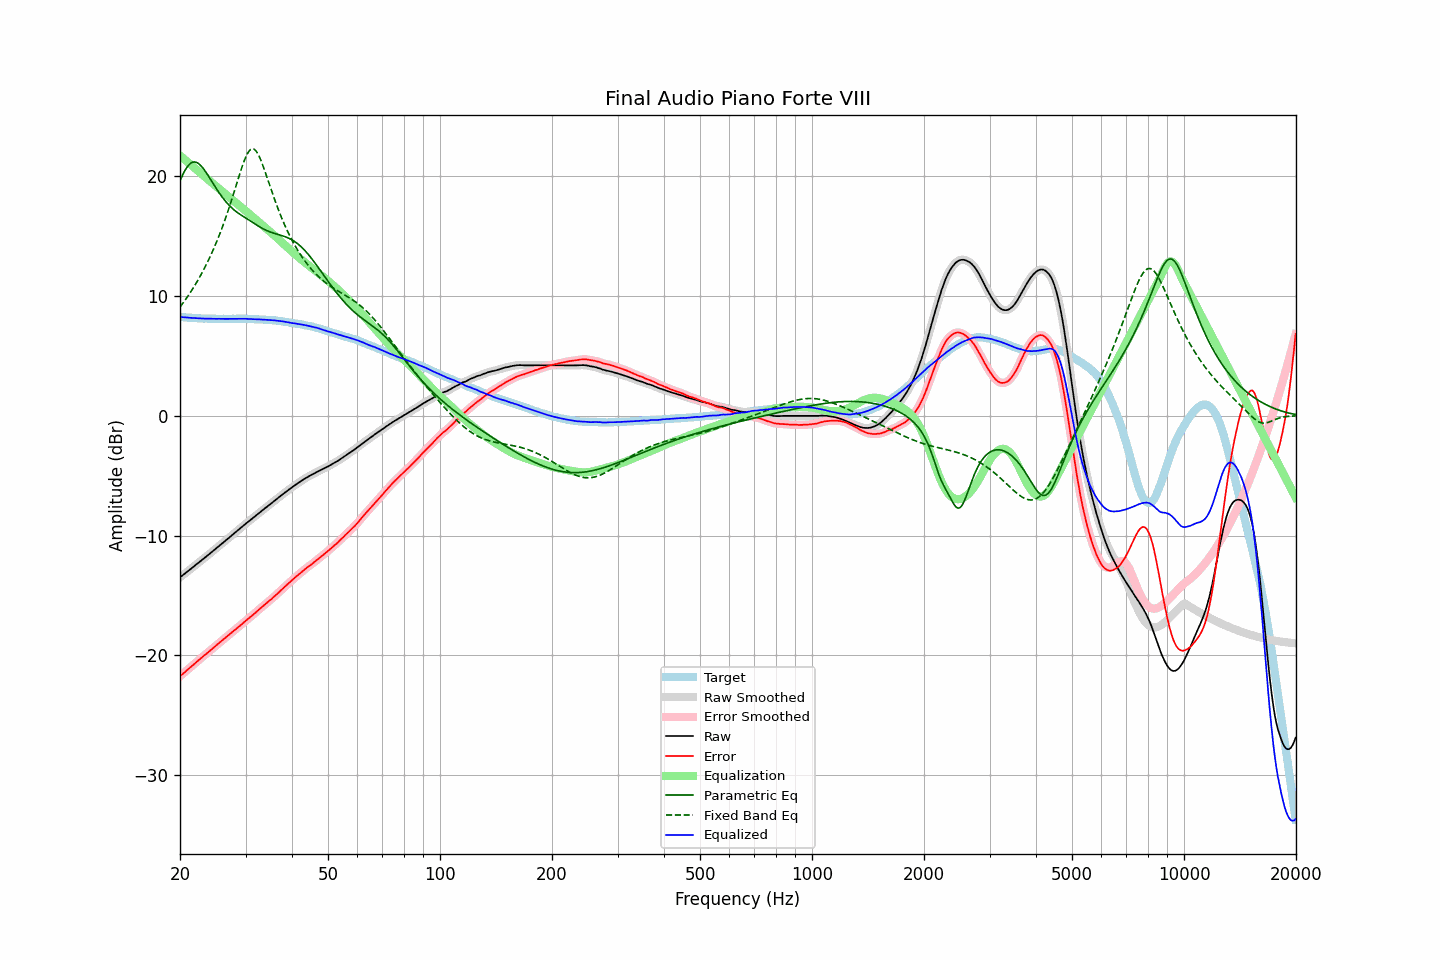 Final Audio Piano Forte VIII
Amplitude (dBr)
20
10
0
−10
−20
−30
Target
Raw Smoothed
Error Smoothed
Raw
Error
Equalization
Parametric Eq
Fixed Band Eq
Equalized
20 50 100 200 500 1000 2000 5000 10000 20000
Frequency (Hz)